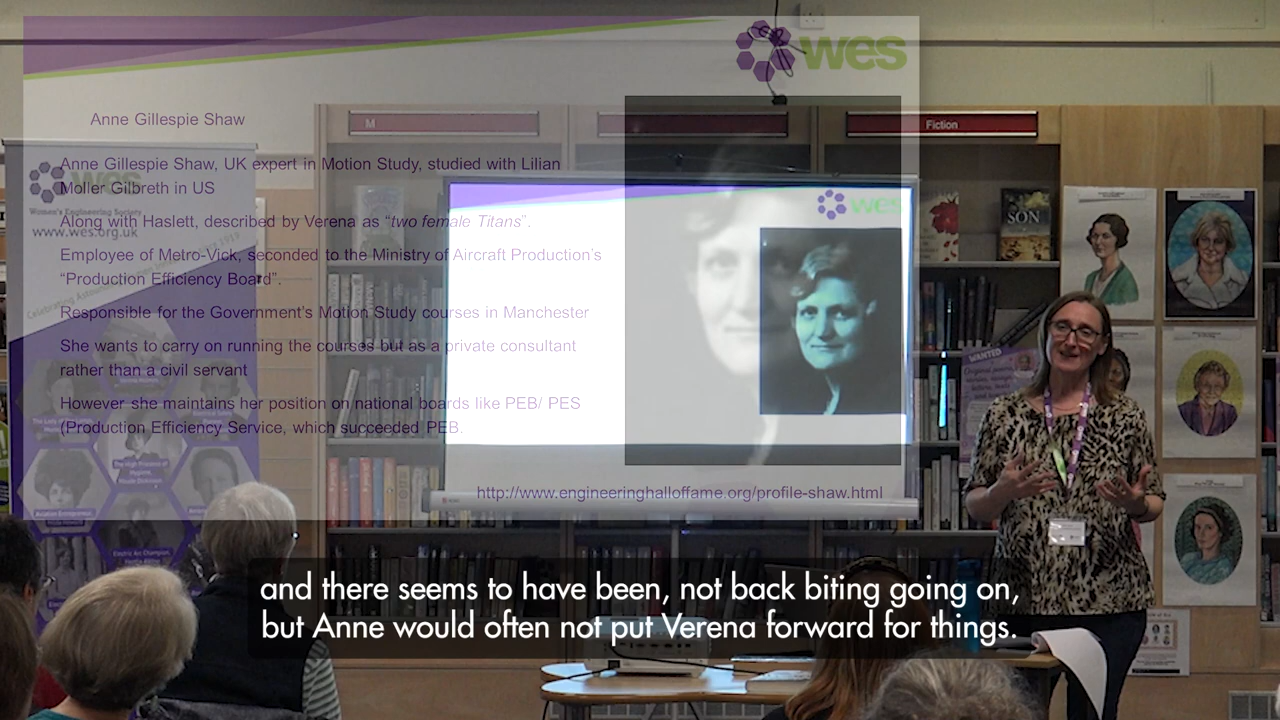 wes
M
Fiction
Anne Gillespie Shaw
Anne Gillespie Shaw, UK expert in Motion Study, studied with Lilian
Moller Gilbreth in US
wes
Women's Engineering Society
www.wes.org.uk
SON
wes
Along with Haslett, described by Verena as “two female Titans”.
Employee of Metro-Vick, seconded to the Ministry of Aircraft Production’s
“Production Efficiency Board”.
Responsible for the Government’s Motion Study courses in Manchester
She wants to carry on running the courses but as a private consultant
rather than a civil servant
However she maintains her position on national boards like PEB/ PES
(Production Efficiency Service, which succeeded PEB.
WANTED
http://www.engineeringhalloffame.org/profile-shaw.html
and there seems to have been, not back biting going on,
but Anne would often not put Verena forward for things.